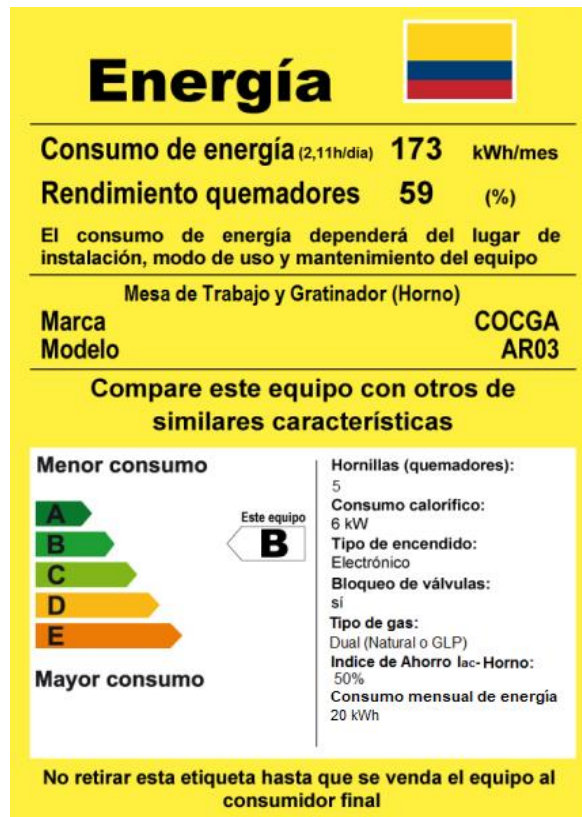 Energía
Consumo de energía (2,11h/dia) 173 kWh/mes
Rendimiento quemadores 59 (%)
El consumo de energía dependerá del lugar de
instalación, modo de uso y mantenimiento del equipo
Mesa de Trabajo y Gratinador (Horno)
Marca COCGA
Modelo AR03
Compare este equipo con otros de
similares características
Menor consumo
A
B
C
D
E
Mayor consumo
Este equipo
B
Hornillas (quemadores):
5
Consumo calorífico:
6 kW
Tipo de encendido:
Electrónico
Bloqueo de válvulas:
sí
Tipo de gas:
Dual (Natural o GLP)
Indice de Ahorro Iac-Horno:
50%
Consumo mensual de energía
20 kWh
No retirar esta etiqueta hasta que se venda el equipo al
consumidor final